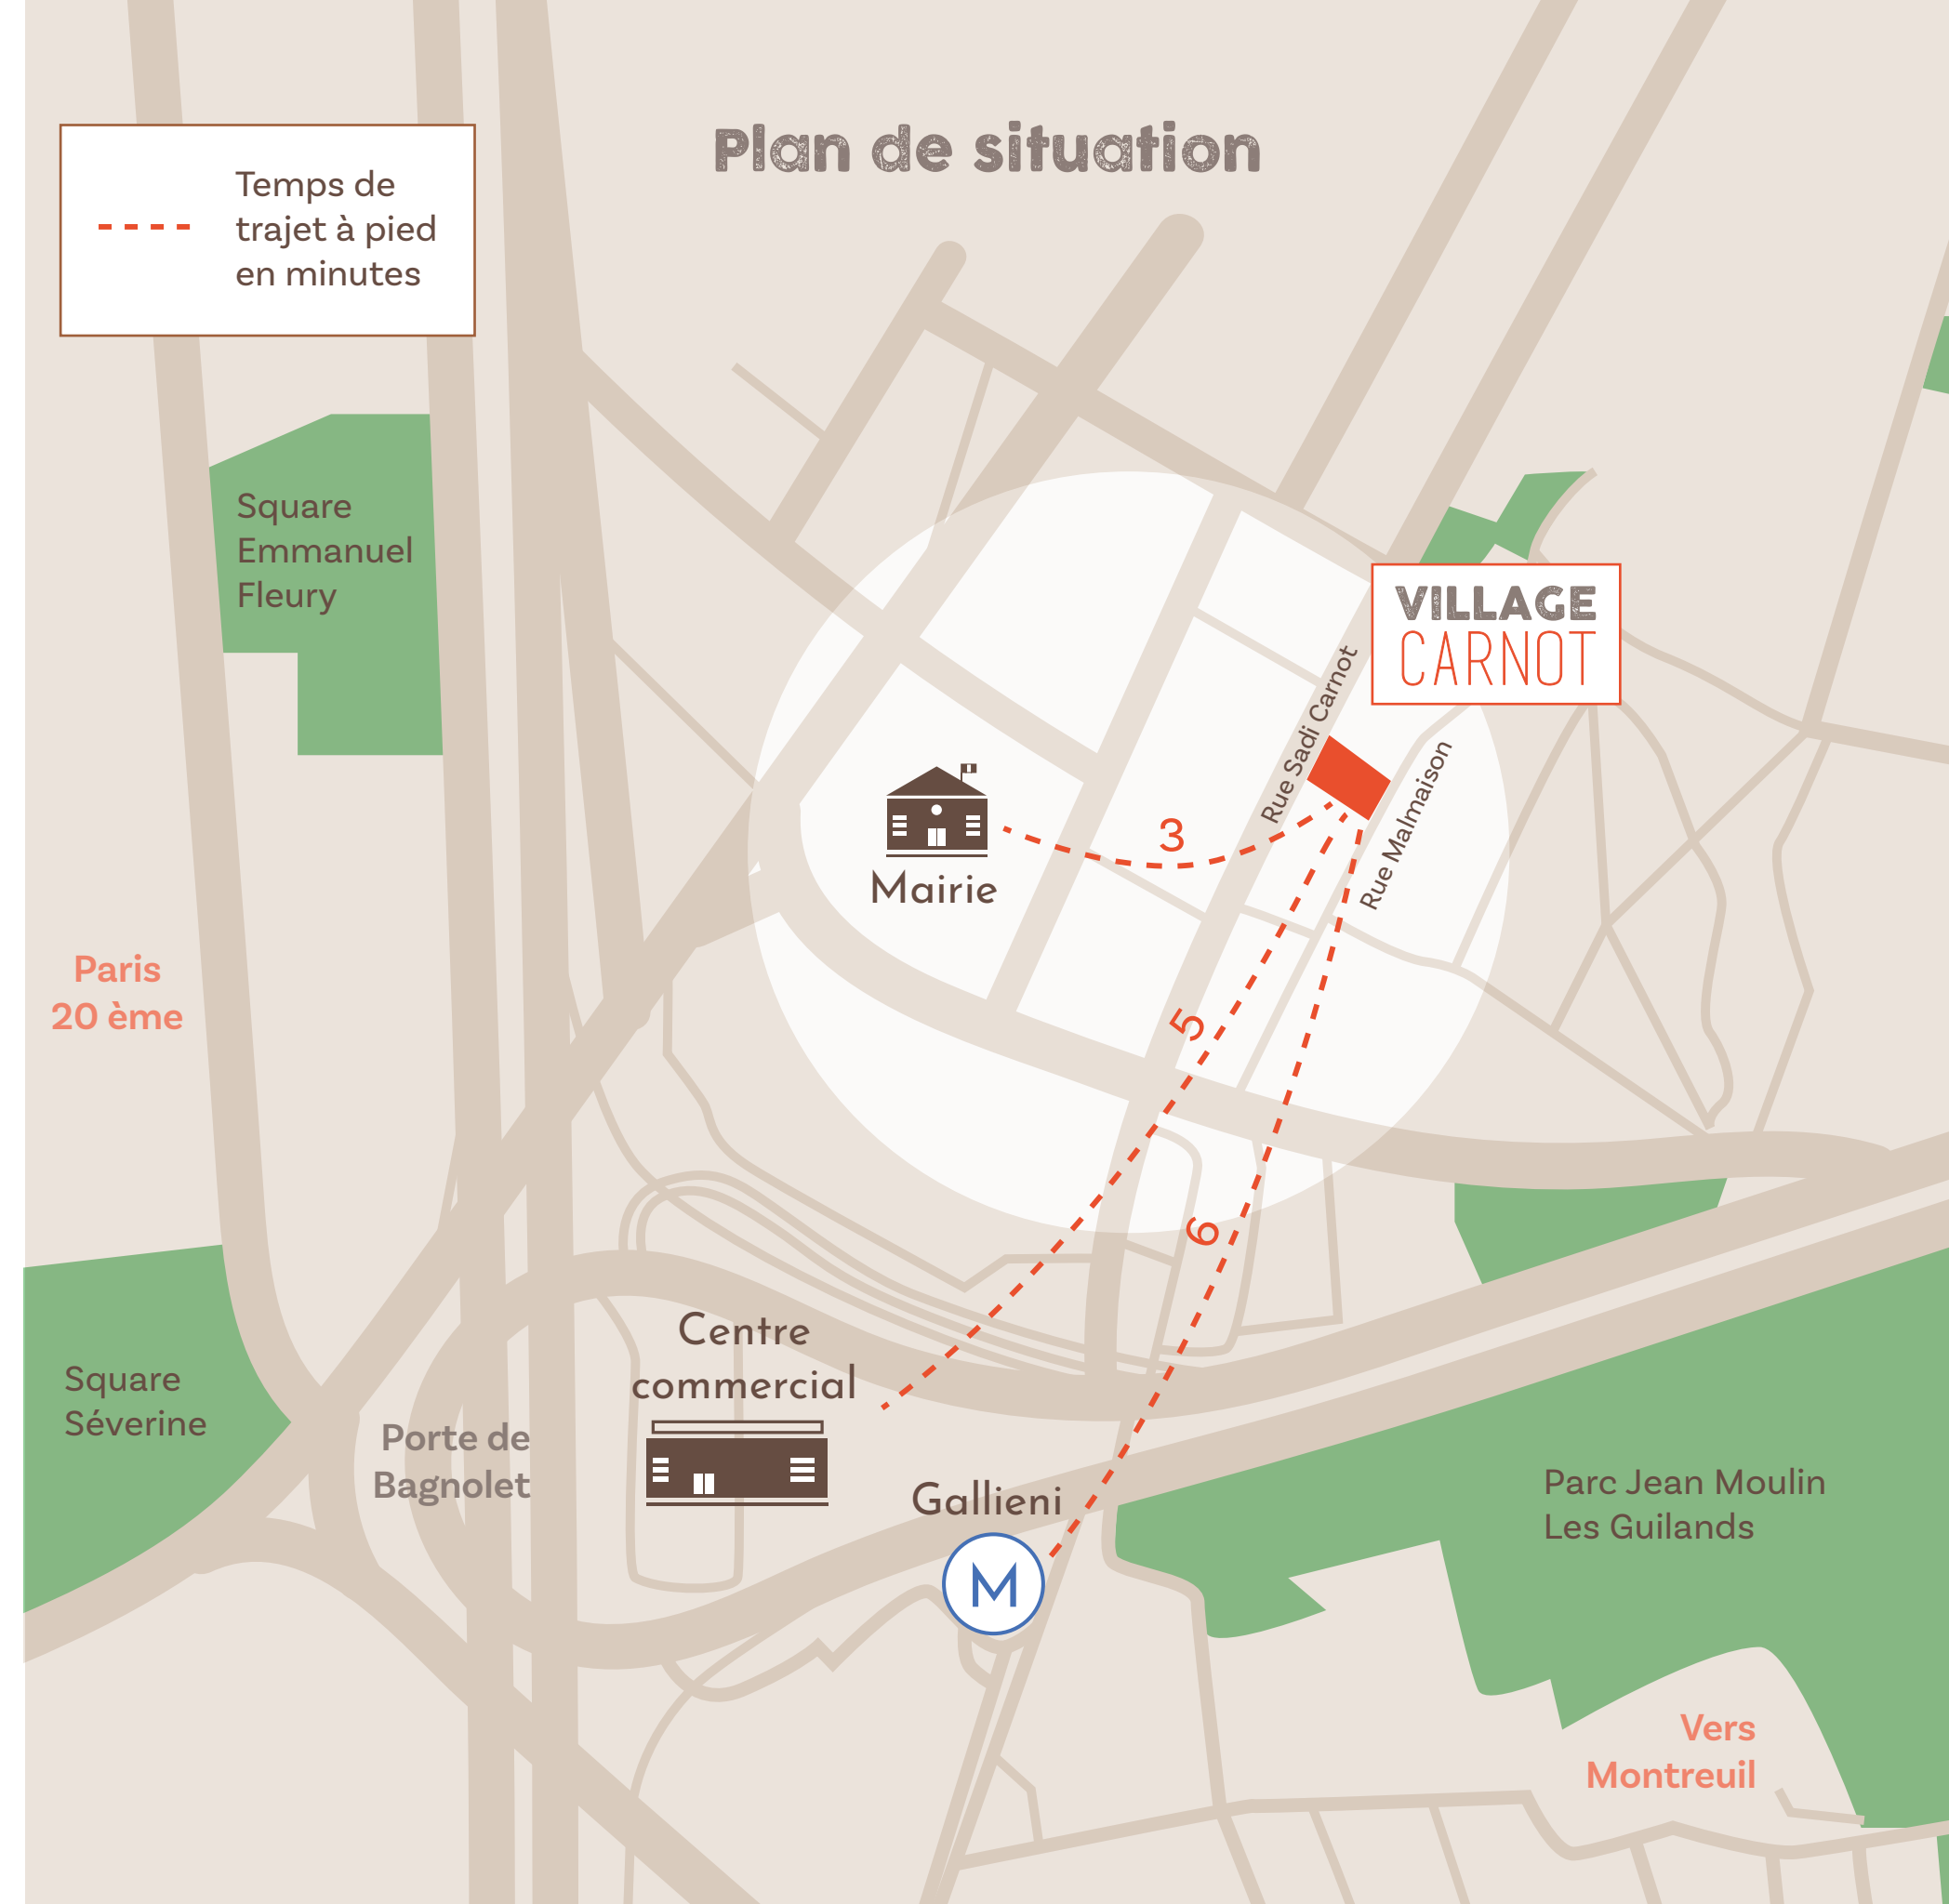 Plan de situation
Temps de
trajet à pied
en minutes
Square
Emmanuel
Fleury
VILLAGE
CARNOT
Rue Sadi Carnot
Rue Malmaison
3
Mairie
Paris
20 ème
5
6
Centre
commercial
Square
Séverine
Porte de
Bagnolet
Gallieni
M
Parc Jean Moulin
Les Guilands
Vers
Montreuil